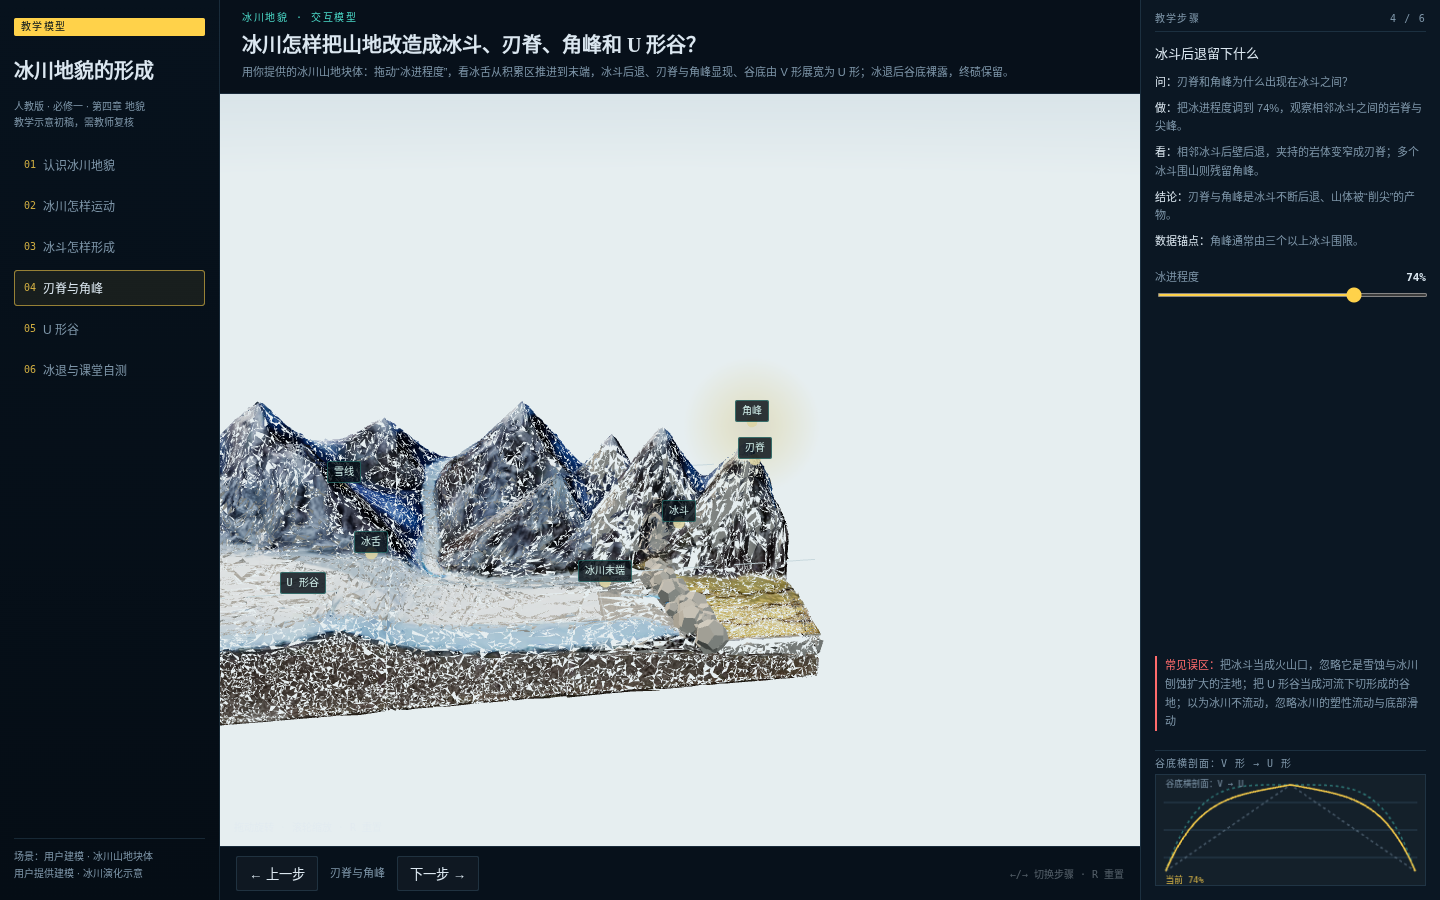 教学模型
冰川地貌的形成
人教版 · 必修一 · 第四章 地貌
教学示意初稿，需教师复核
01 认识冰川地貌
02 冰川怎样运动
03 冰斗怎样形成
04 刃脊与角峰
05 U 形谷
06 冰退与课堂自测
场景：用户建模 · 冰川山地块体
用户提供建模 · 冰川演化示意
冰川地貌 · 交互模型
冰川怎样把山地改造成冰斗、刃脊、角峰和 U 形谷？
用你提供的冰川山地块体：拖动“冰进程度”，看冰舌从积累区推进到末端，冰斗后退、刃脊与角峰显现、谷底由 V 形展宽为 U 形；冰退后谷底裸露，终碛保留。
角峰
刃脊
雪线
冰斗
冰舌
冰川末端
U 形谷
← 上一步
刃脊与角峰
下一步 →
←/→ 切换步骤 · R 重置
教学步骤
4 / 6
冰斗后退留下什么
问：刃脊和角峰为什么出现在冰斗之间？
做：把冰进程度调到 74%，观察相邻冰斗之间的岩脊与
尖峰。
看：相邻冰斗后壁后退，夹持的岩体变窄成刃脊；多个
冰斗围山则残留角峰。
结论：刃脊与角峰是冰斗不断后退、山体被“削尖”的产
物。
数据锚点：角峰通常由三个以上冰斗围限。
冰进程度
74%
常见误区：把冰斗当成火山口，忽略它是雪蚀与冰川
刨蚀扩大的洼地；把 U 形谷当成河流下切形成的谷
地；以为冰川不流动，忽略冰川的塑性流动与底部滑
动
谷底横剖面：V 形 → U 形
谷底横剖面：V → U
当前 74%